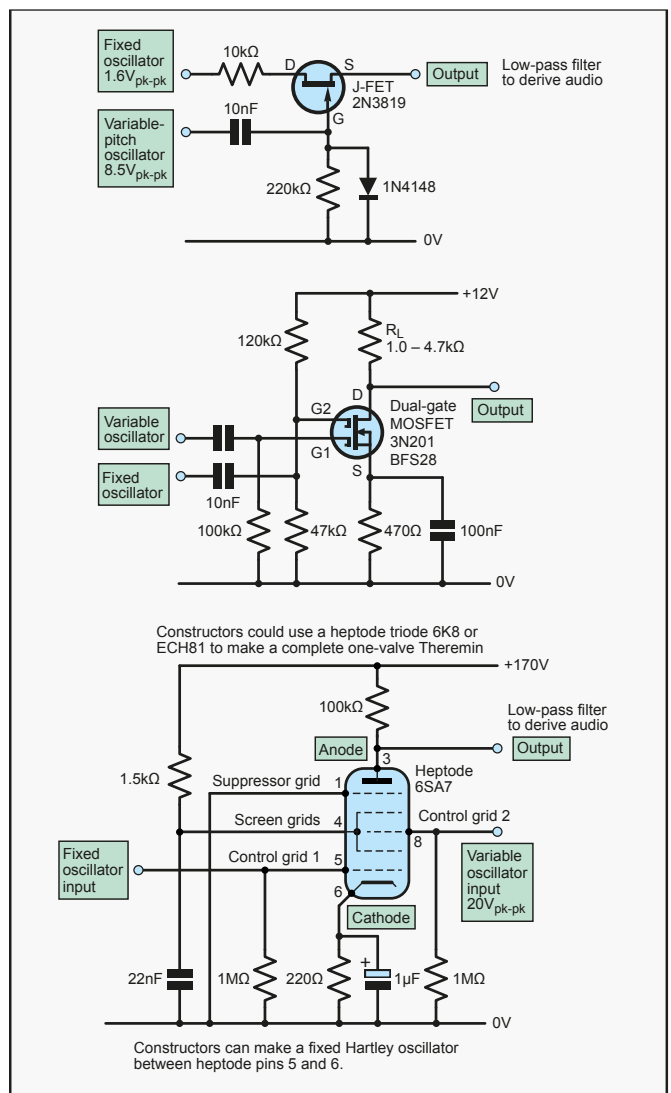 Fixed
oscillator
1.6Vpk-pk
10kΩ
D
S
G
J-FET
2N3819
Output
Low-pass filter
to derive audio
Variable-
pitch
oscillator
8.5Vpk-pk
10nF
220kΩ
1N4148
0V
+12V
120kΩ
RL
1.0 – 4.7kΩ
D
G2
G1
S
Dual-gate
MOSFET
3N201
BFS28
Output
Variable
oscillator
Fixed
oscillator
10nF
100kΩ
47kΩ
470Ω
100nF
0V
Constructors could use a heptode triode 6K8 or
ECH81 to make a complete one-valve Theremin
+170V
100kΩ
Low-pass filter
to derive audio
Output
Anode
3
Heptode
6SA7
1.5kΩ
Suppressor grid
1
Screen grids
4
Control grid 2
8
Fixed
oscillator
input
Control grid 1
5
6
Variable
oscillator
input
20Vpk-pk
Cathode
22nF
1MΩ
220Ω
+
1µF
1MΩ
0V
Constructors can make a fixed Hartley oscillator
between heptode pins 5 and 6.